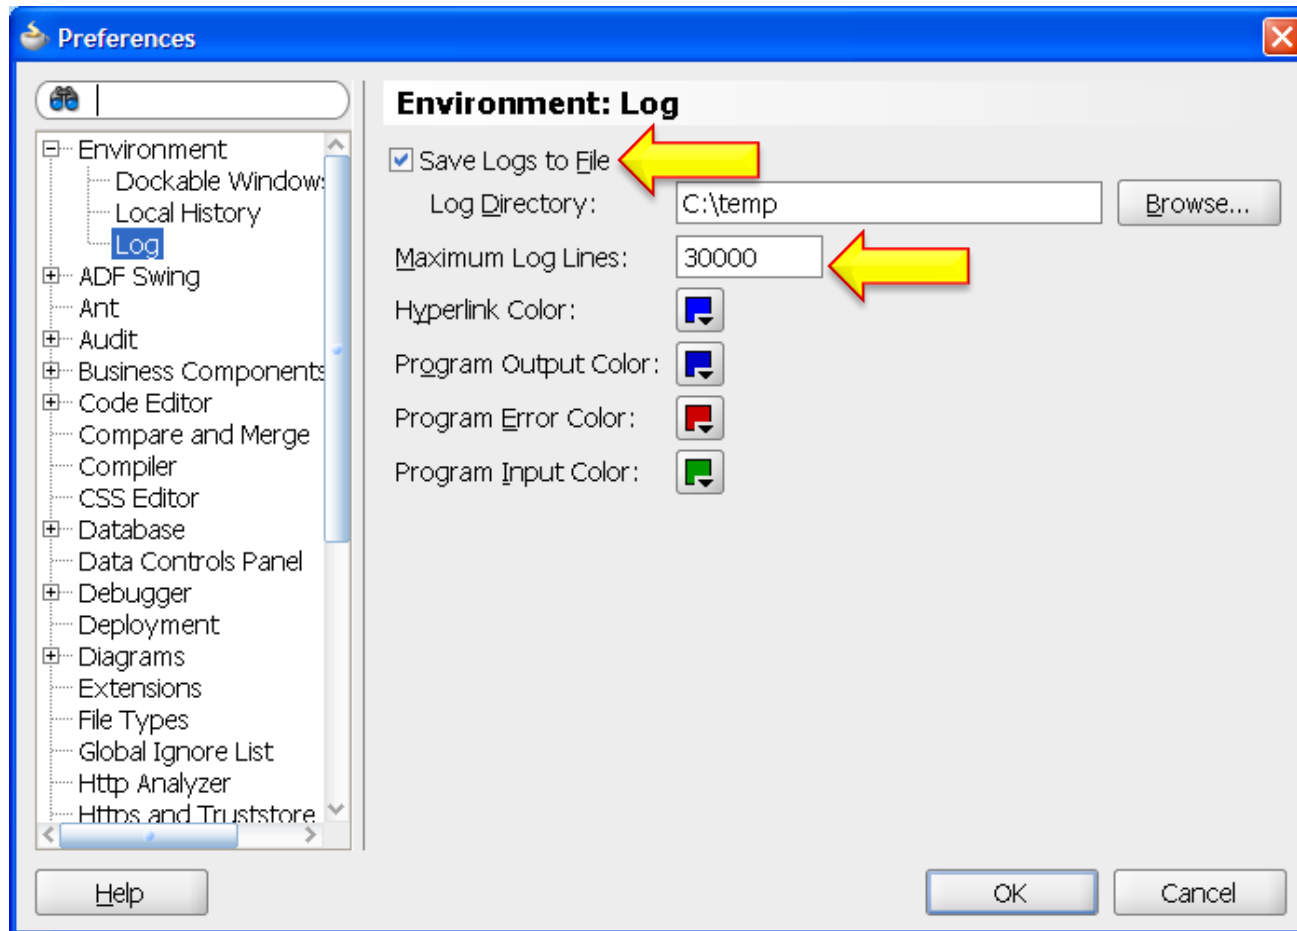 Preferences
Environment: Log
Environment
Dockable Window
Local History
Log
ADF Swing
Ant
Audit
Business Components
Code Editor
Compare and Merge
Compiler
CSS Editor
Database
Data Controls Panel
Debugger
Deployment
Diagrams
Extensions
File Types
Global Ignore List
Http Analyzer
Https and Truststore
Save Logs to File
Log Directory: C:\temp Browse...
Maximum Log Lines: 30000
Hyperlink Color:
Program Output Color:
Program Error Color:
Program Input Color:
Help OK Cancel